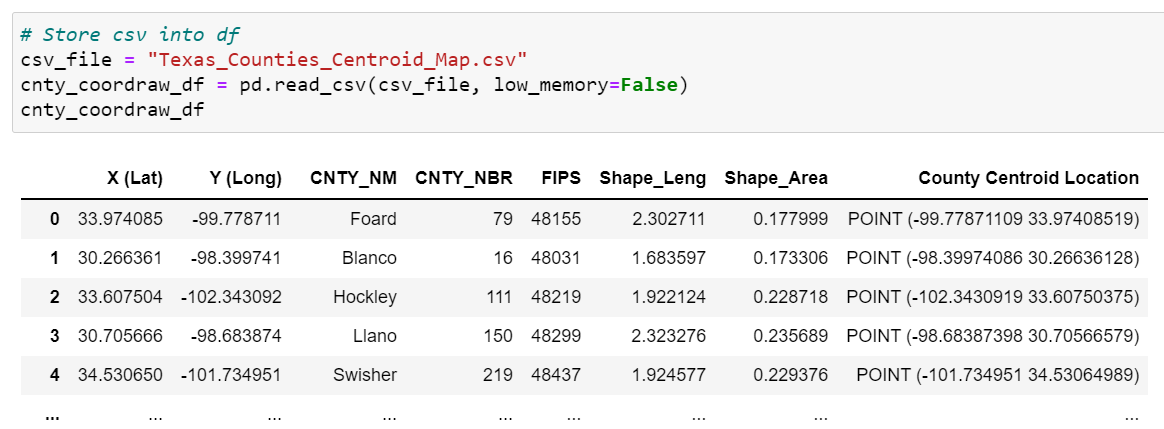 # Store csv into df
csv_file = "Texas_Counties_Centroid_Map.csv"
cnty_coordraw_df = pd.read_csv(csv_file, low_memory=False)
cnty_coordraw_df
X (Lat) Y (Long) CNTY_NM CNTY_NBR FIPS Shape_Leng Shape_Area County Centroid Location
0 33.974085 -99.778711 Foard 79 48155 2.302711 0.177999 POINT (-99.77871109 33.97408519)
1 30.266361 -98.399741 Blanco 16 48031 1.683597 0.173306 POINT (-98.39974086 30.26636128)
2 33.607504 -102.343092 Hockley 111 48219 1.922124 0.228718 POINT (-102.3430919 33.60750375)
3 30.705666 -98.683874 Llano 150 48299 2.323276 0.235689 POINT (-98.68387398 30.70566579)
4 34.530650 -101.734951 Swisher 219 48437 1.924577 0.229376 POINT (-101.734951 34.53064989)
... ... ... ... ... ... ... ... ...